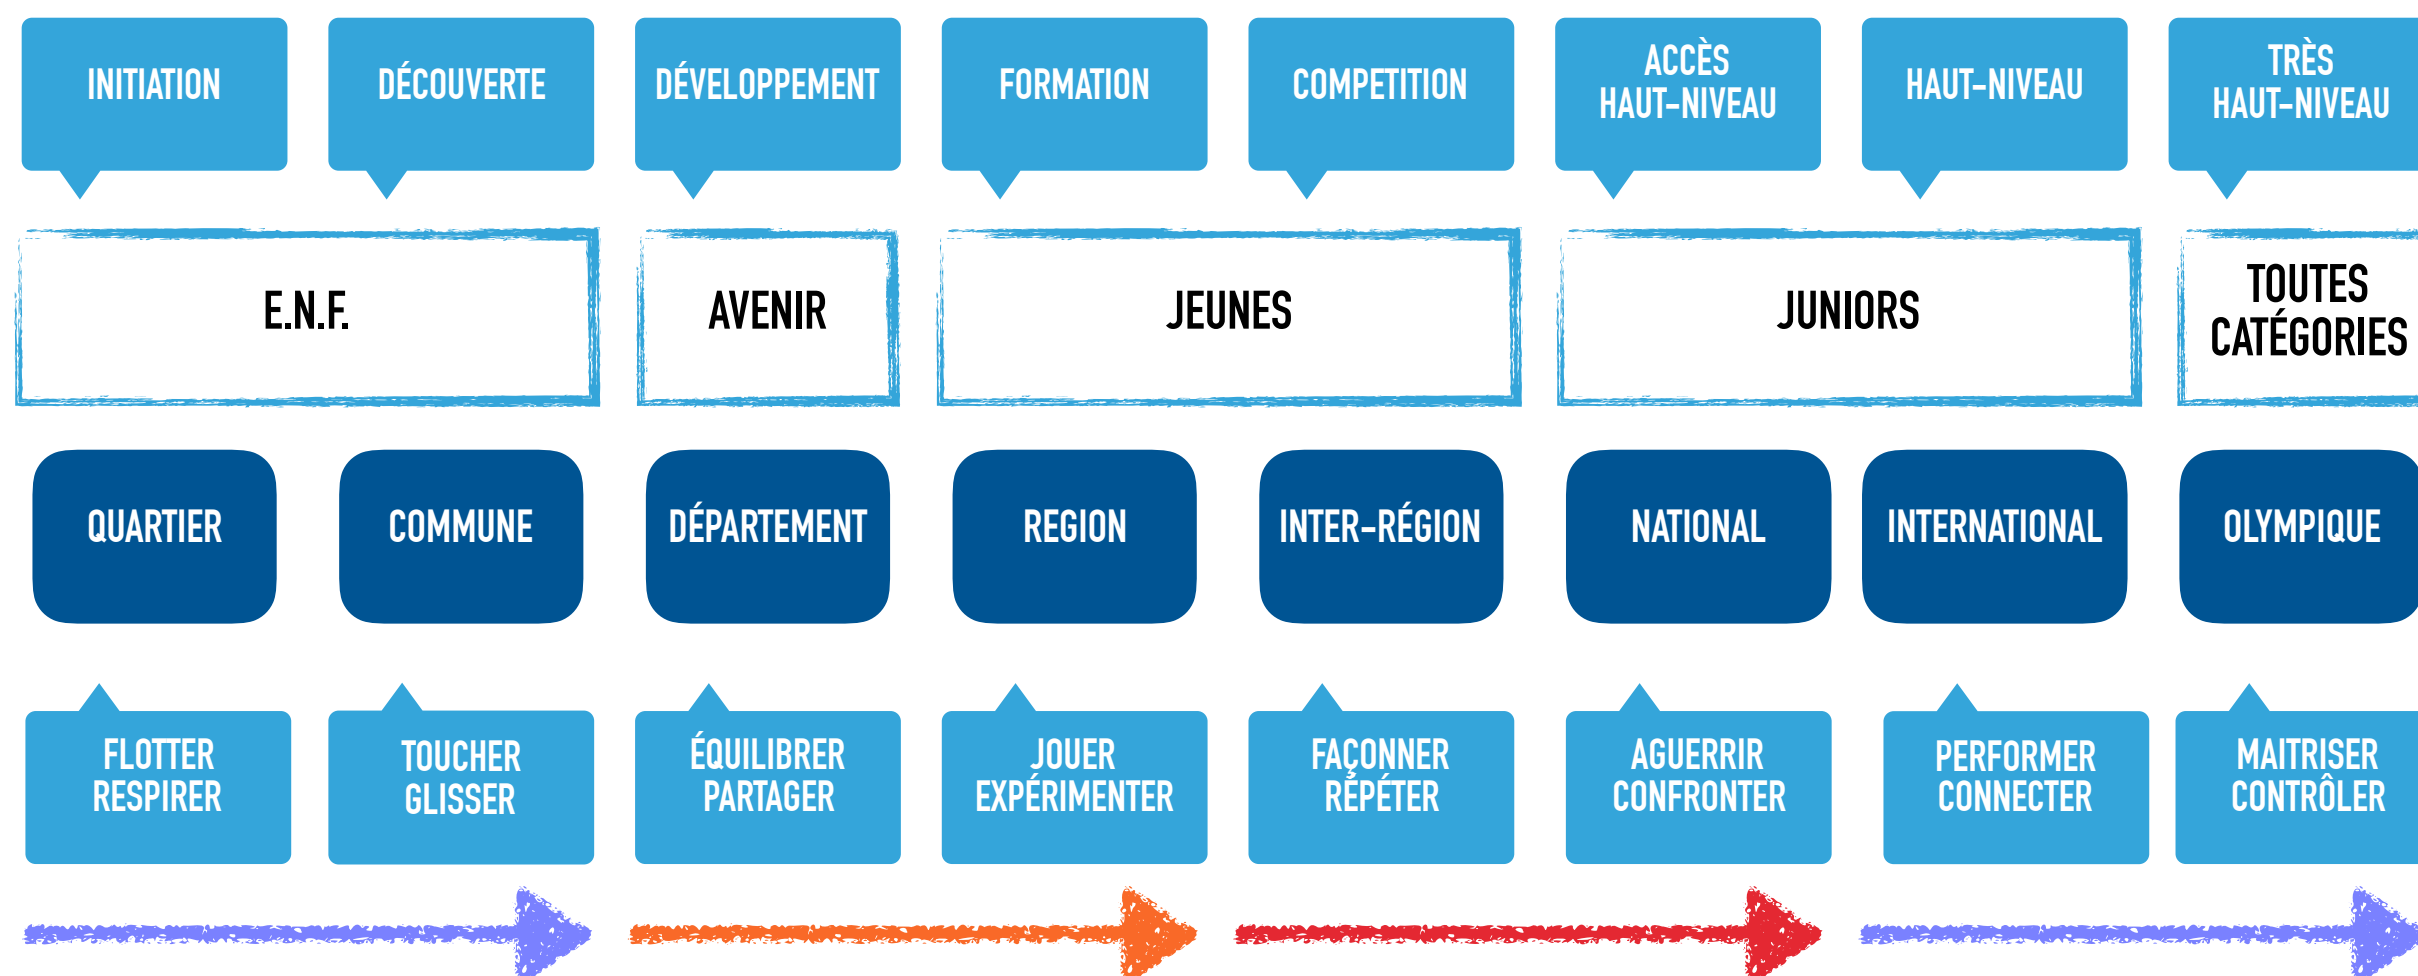 INITIATION
DÉCOUVERTE
DÉVELOPPEMENT
FORMATION
COMPETITION
ACCÈS
HAUT-NIVEAU
HAUT-NIVEAU
TRÈS
HAUT-NIVEAU
E.N.F.
AVENIR
JEUNES
JUNIORS
TOUTES
CATÉGORIES
QUARTIER
COMMUNE
DÉPARTEMENT
REGION
INTER-RÉGION
NATIONAL
INTERNATIONAL
OLYMPIQUE
FLOTTER
RESPIRER
TOUCHER
GLISSER
ÉQUILIBRER
PARTAGER
JOUER
EXPÉRIMENTER
FAÇONNER
RÉPÉTER
AGUERRIR
CONFRONTER
PERFORMER
CONNECTER
MAITRISER
CONTRÔLER